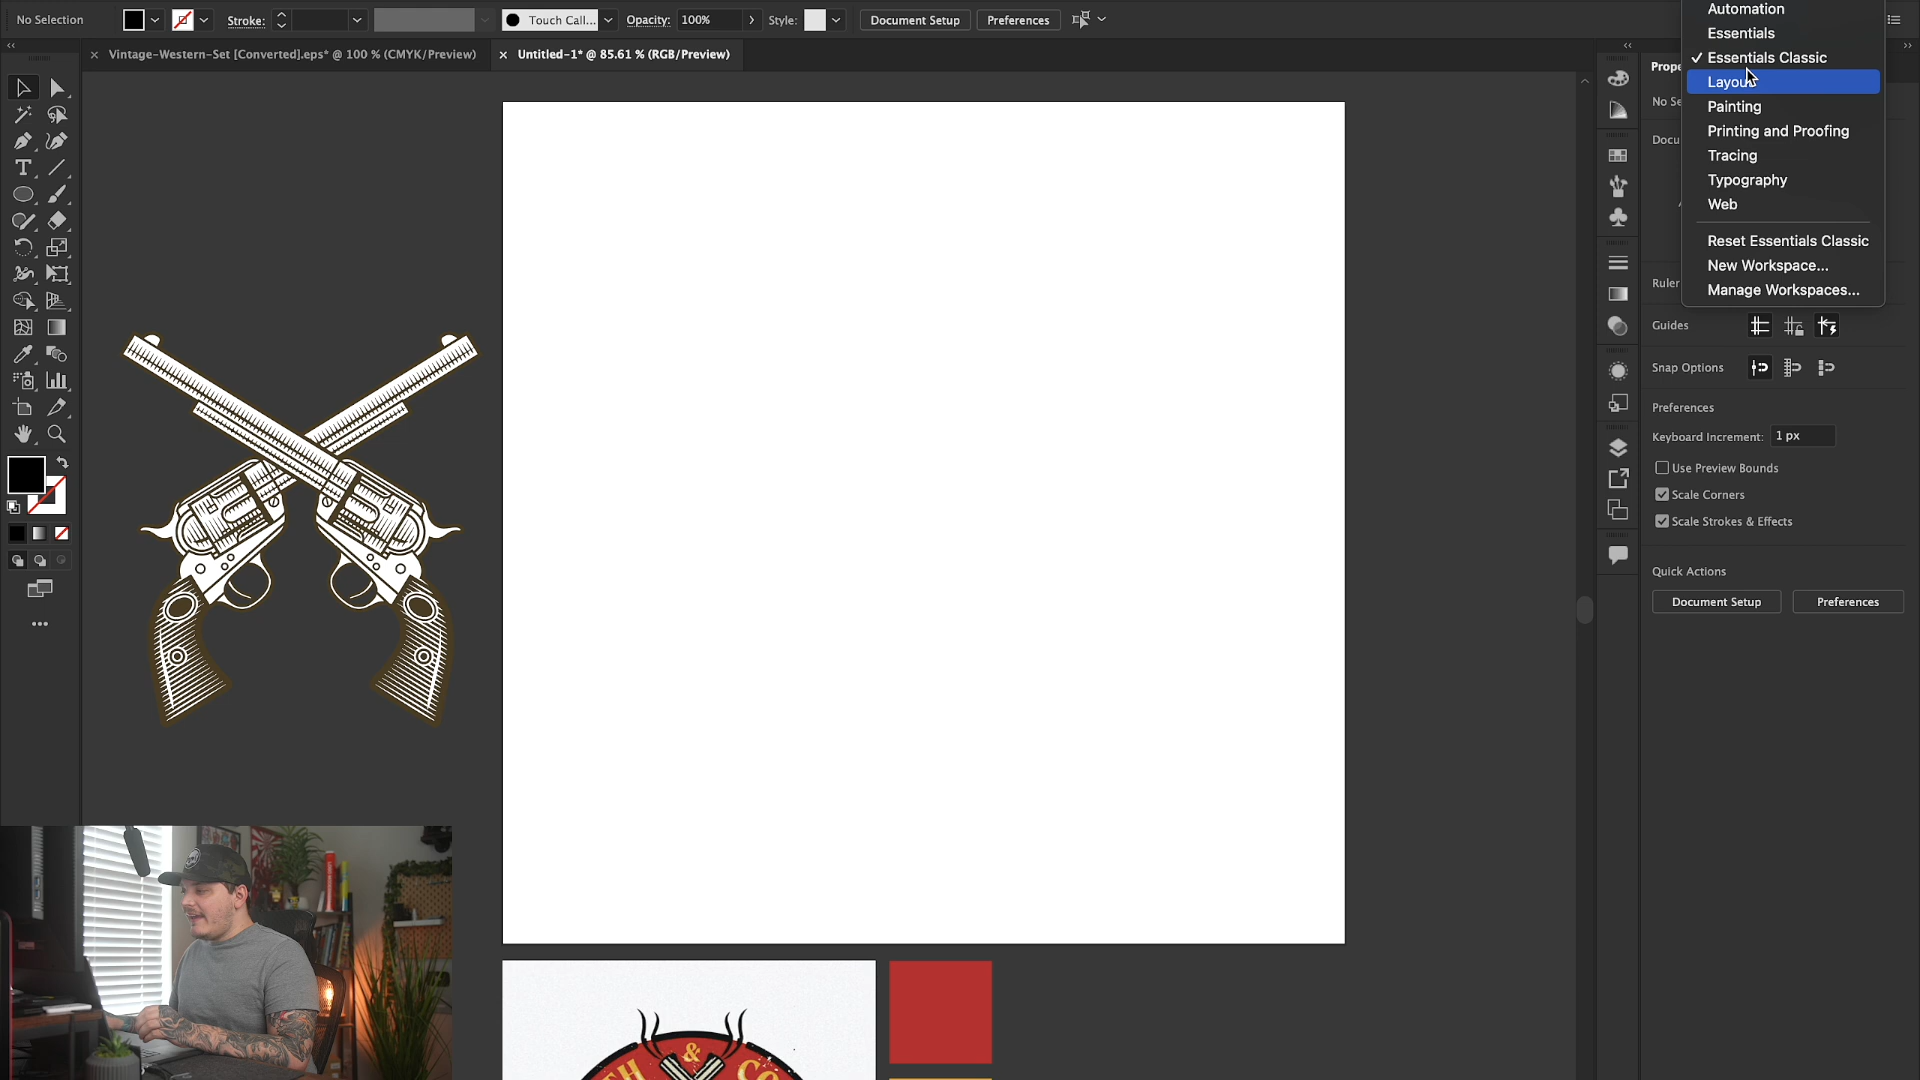 No Selection
Stroke:
Touch Call...
Opacity:
100%
Style:
Document Setup
Preferences
Vintage-Western-Set [Converted].eps* @ 100 % (CMYK/Preview)
Untitled-1* @ 85.61 % (RGB/Preview)
Automation
Essentials
Essentials Classic
Layout
Painting
Printing and Proofing
Tracing
Typography
Web
Reset Essentials Classic
New Workspace...
Manage Workspaces...
Prope
No Se
Docu
Ruler
Guides
Snap Options
Preferences
Keyboard Increment:
1 px
Use Preview Bounds
Scale Corners
Scale Strokes & Effects
Quick Actions
Document Setup
Preferences
TH & CO